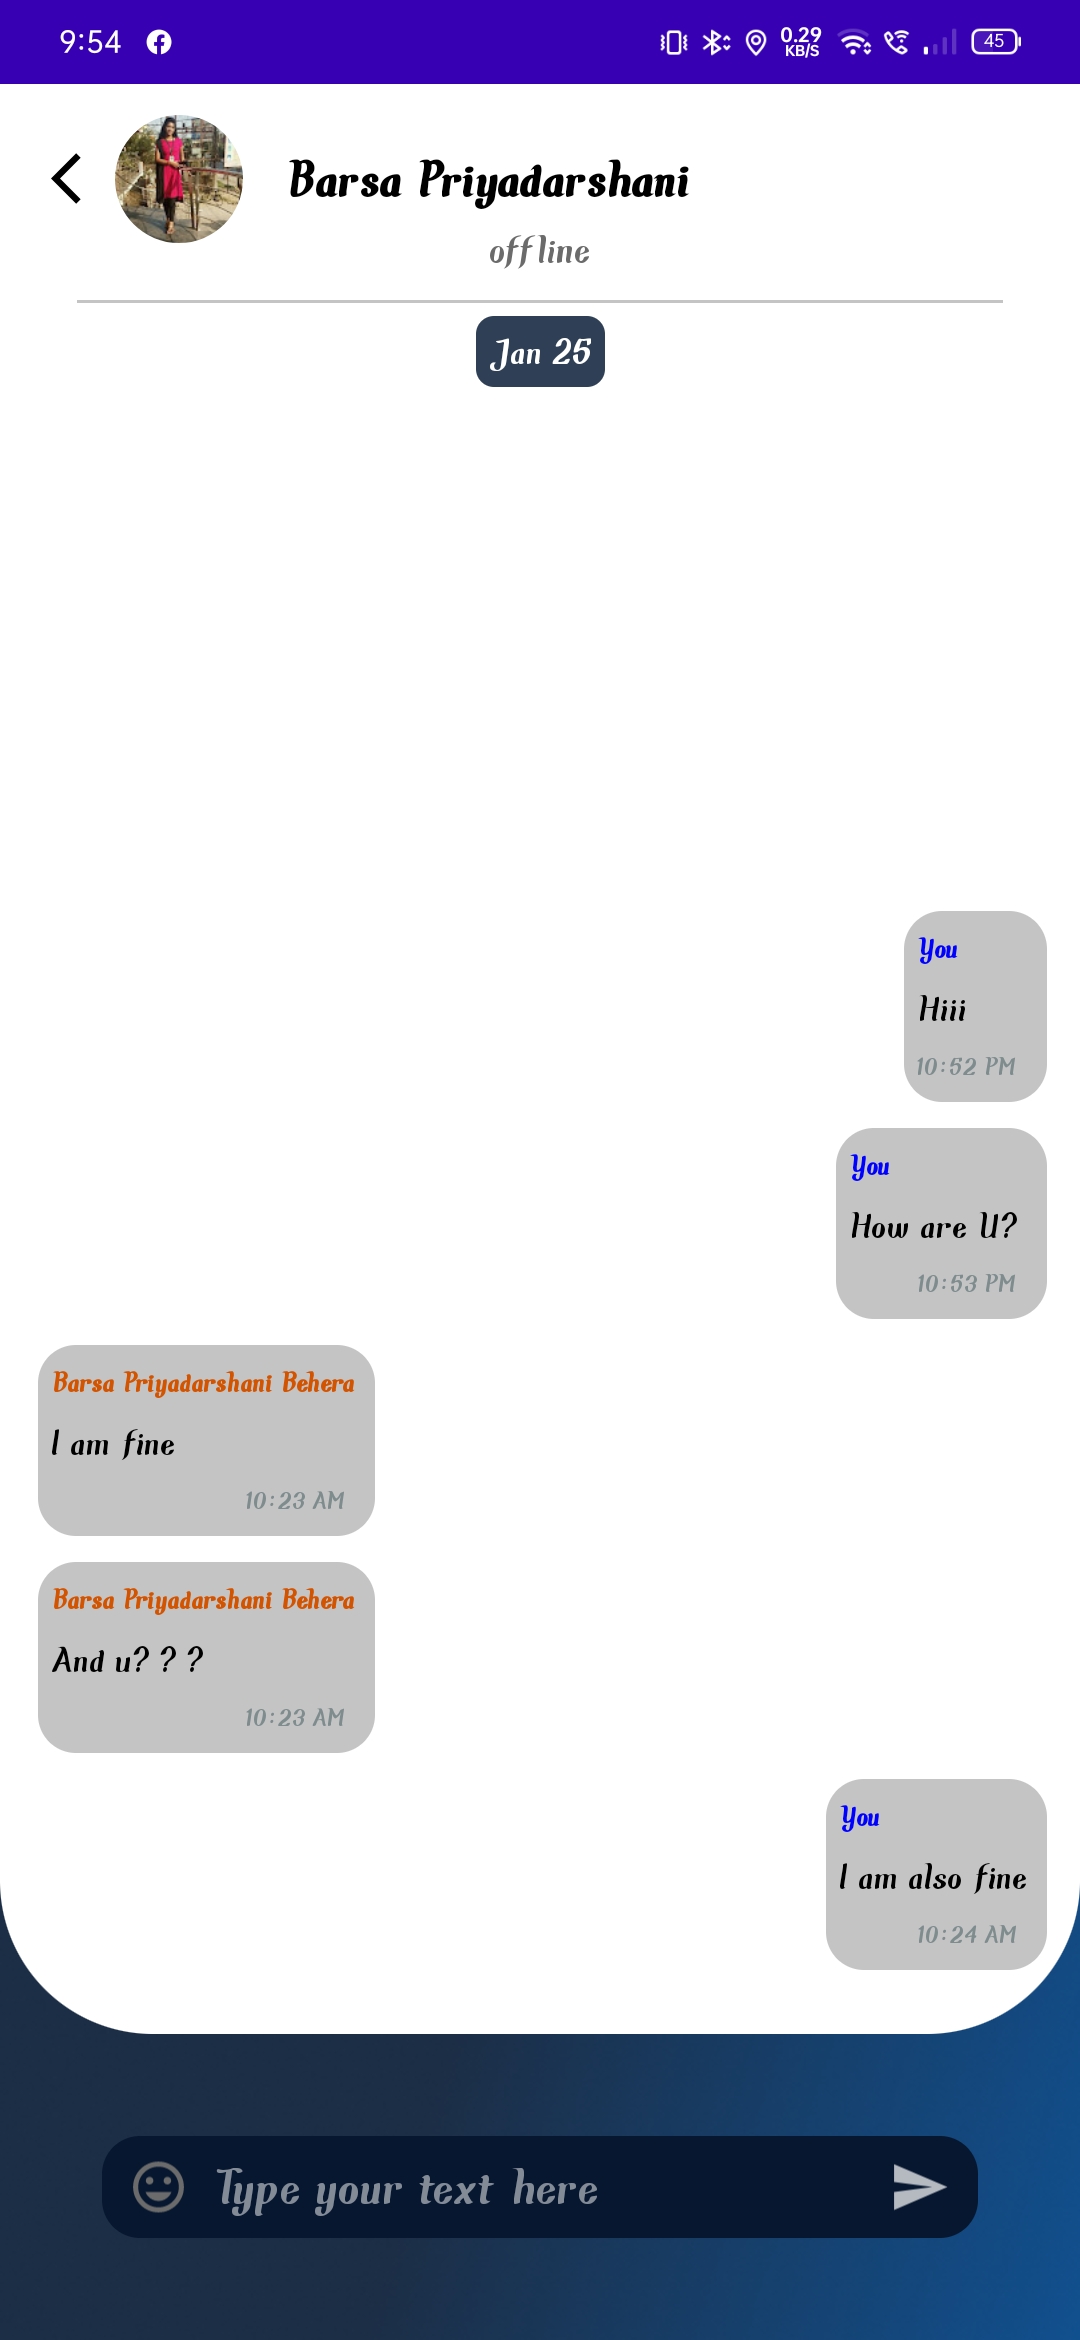 9:54
0.29
KB/S
45
Barsa Priyadarshani
offline
Jan 25
You
Hiii
10:52 PM
You
How are U?
10:53 PM
Barsa Priyadarshani Behera
I am fine
10:23 AM
Barsa Priyadarshani Behera
And u? ? ?
10:23 AM
You
I am also fine
10:24 AM
Type your text here